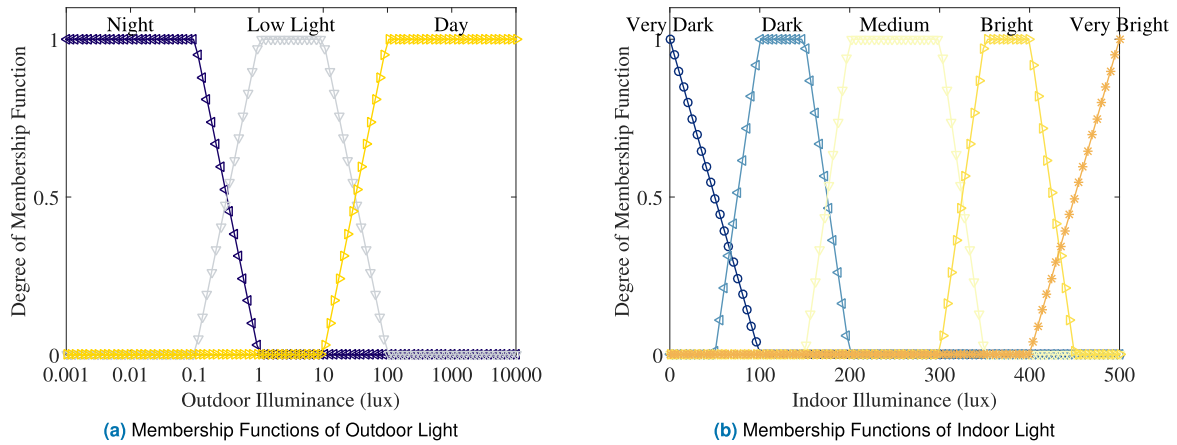 Night Low Light Day
1
0.5
0
Degree of Membership Function
0.001 0.01 0.1 1 10 100 1000 10000
Outdoor Illuminance (lux)
(a) Membership Functions of Outdoor Light
Very Dark Dark Medium Bright Very Bright
1
0.5
0
Degree of Membership Function
0 100 200 300 400 500
Indoor Illuminance (lux)
(b) Membership Functions of Indoor Light